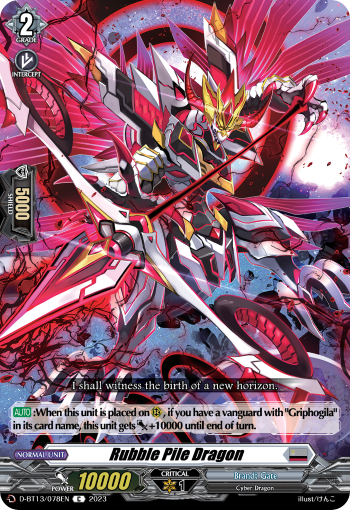 2
GRADE
INTERCEPT
5000
SHIELD
I shall witness the birth of a new horizon.
AUTO:When this unit is placed on , if you have a vanguard with "Griphogila"
in its card name, this unit gets +10000 until end of turn.
NORMAL UNIT
Rubble Pile Dragon
POWER 10000
CRITICAL
1
Brandt Gate
Cyber Dragon
D-BT13/078EN C 2023
illust/げんこ